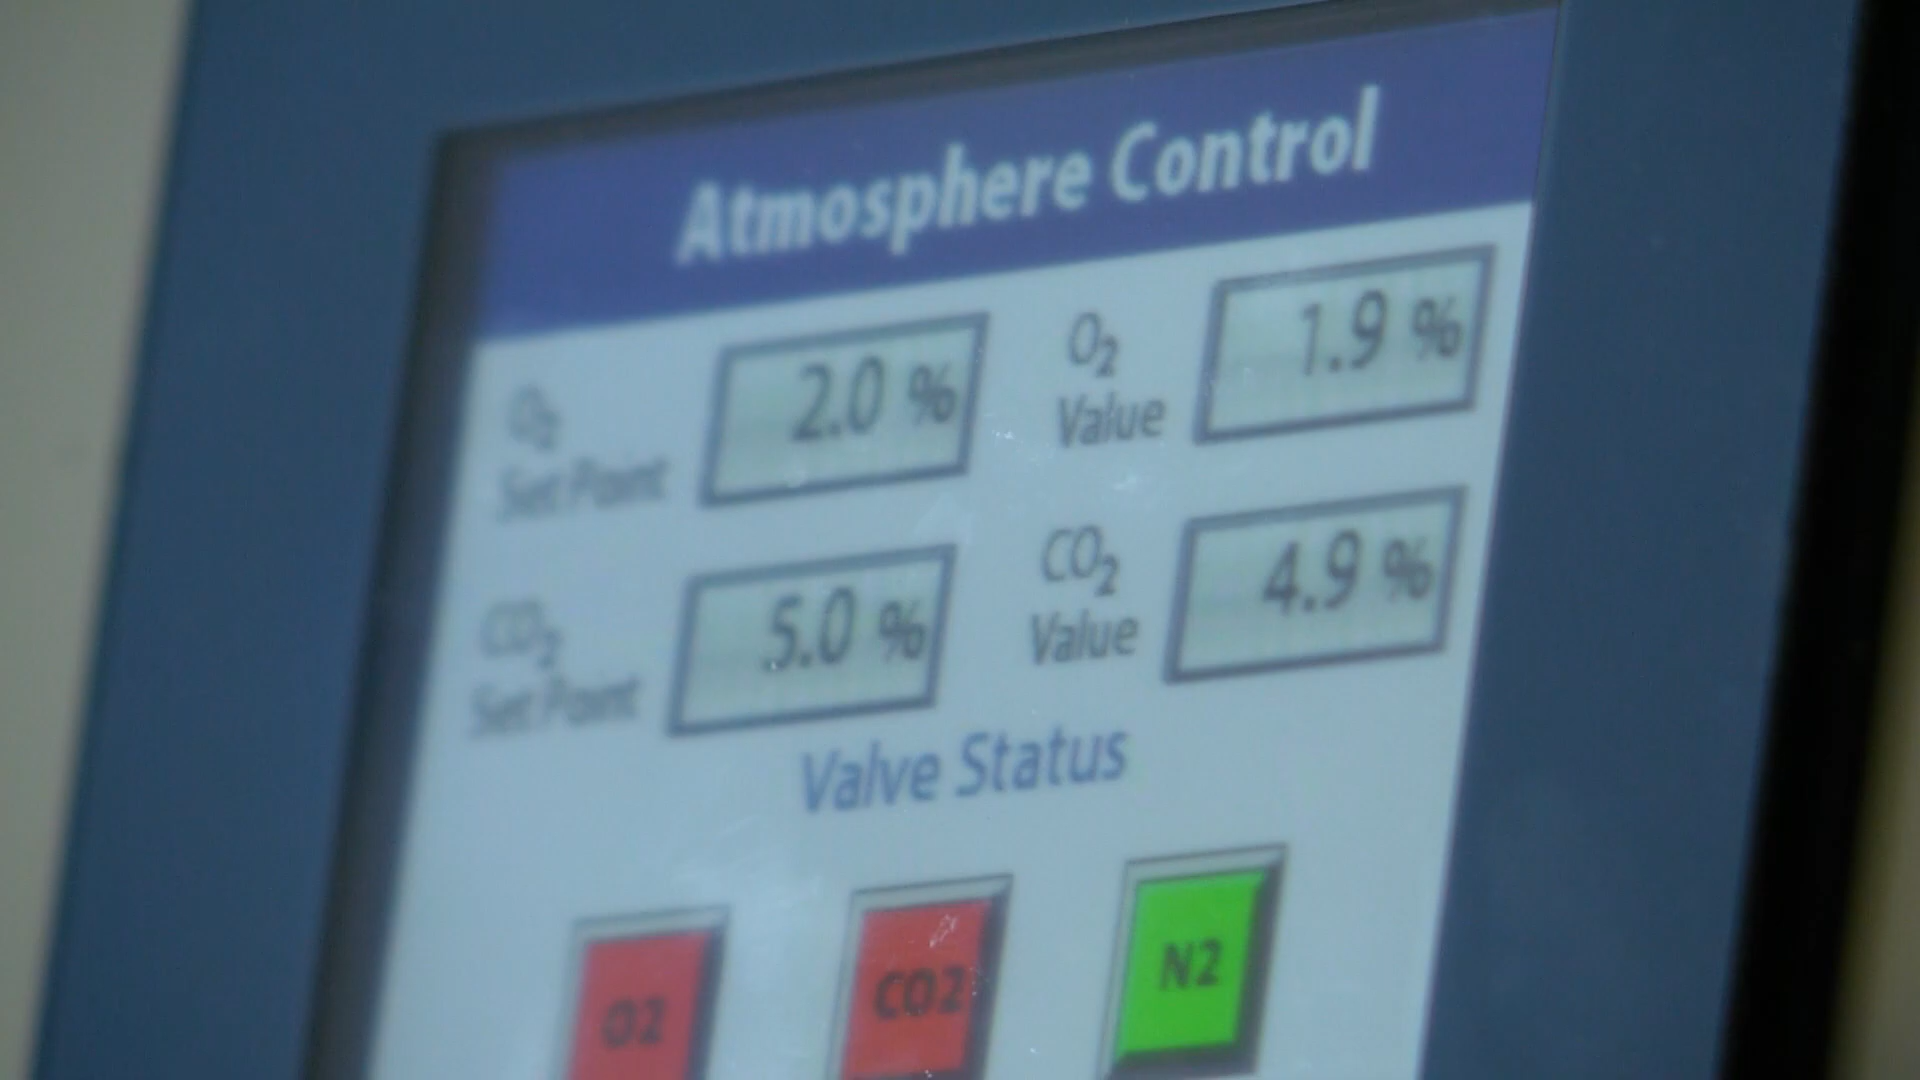 Atmosphere Control
O₂ Set Point
2.0 %
O₂ Value
1.9 %
CO₂ Set Point
5.0 %
CO₂ Value
4.9 %
Valve Status
O2
CO2
N2